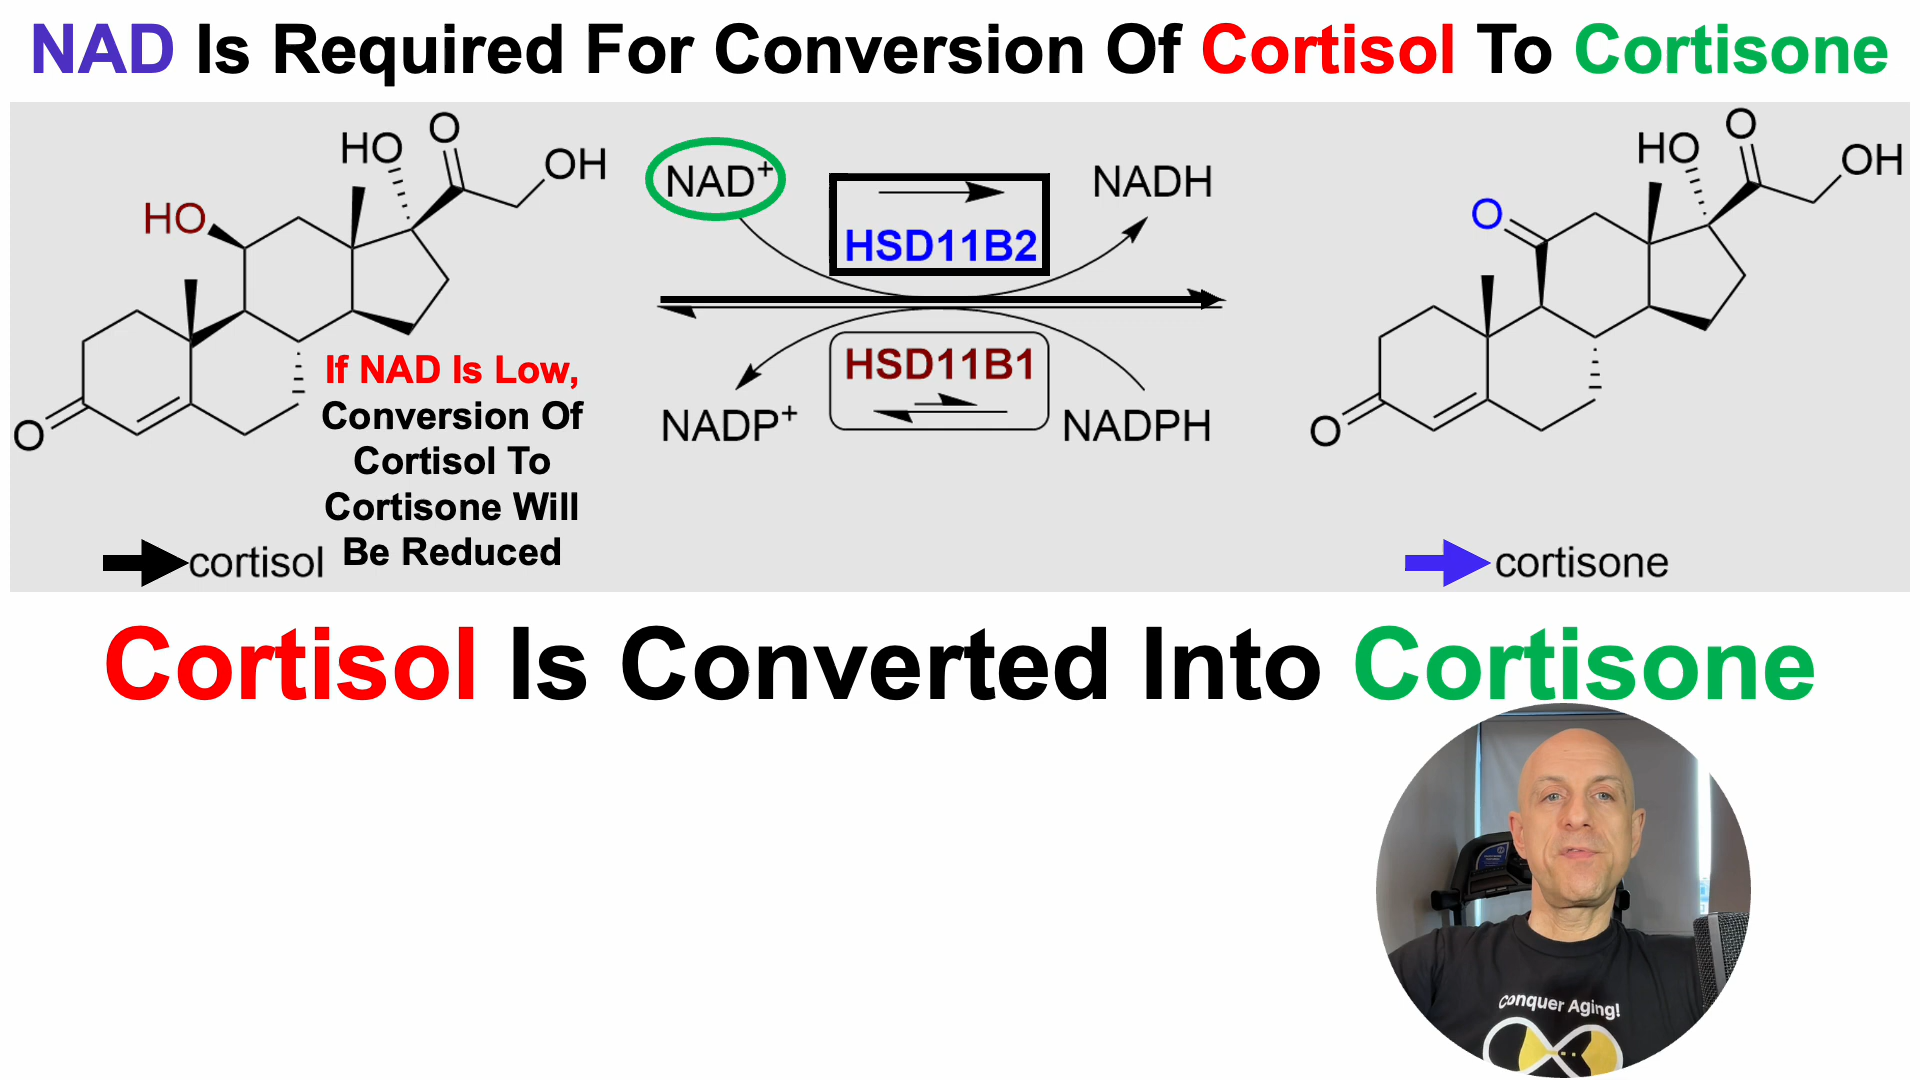 NAD Is Required For Conversion Of Cortisol To Cortisone
HO
O
OH
HO
O
If NAD Is Low,
Conversion Of
Cortisol To
Cortisone Will
Be Reduced
cortisol
NAD+
HSD11B2
NADH
HSD11B1
NADP+
NADPH
HO
O
OH
O
O
cortisone
Cortisol Is Converted Into Cortisone
Conquer Aging!